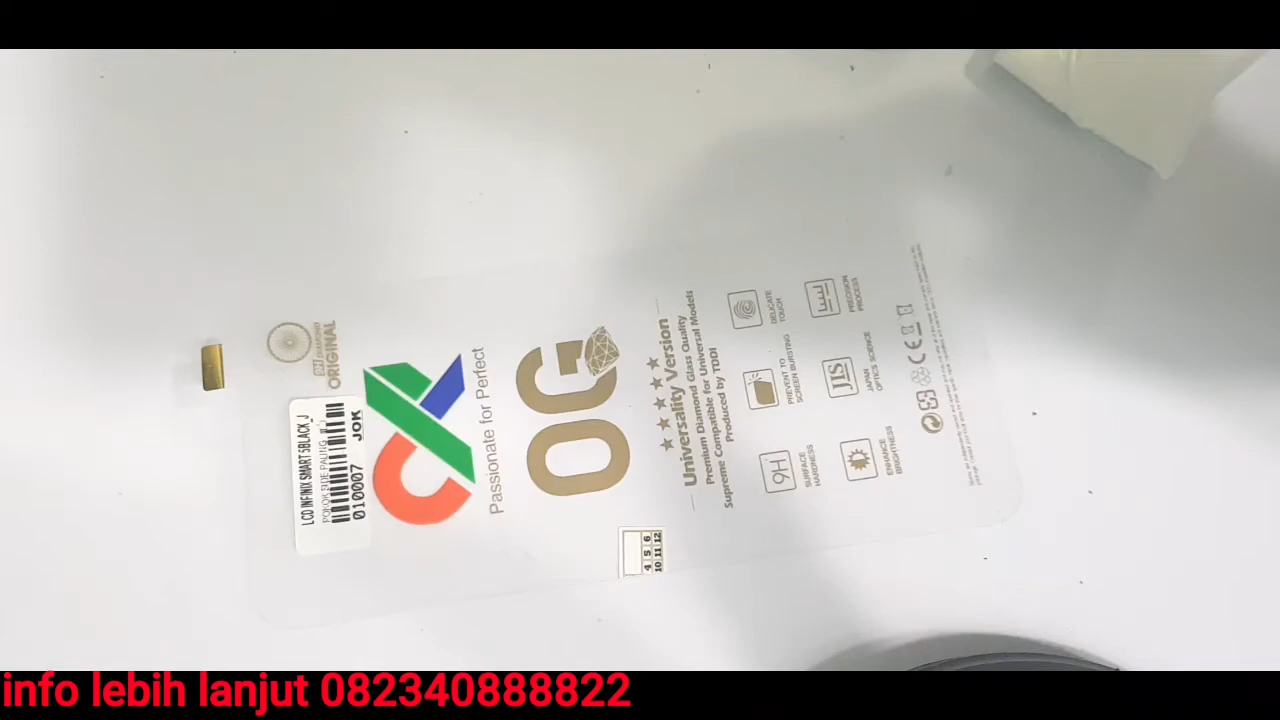 DIAMOND
ORIGINAL
LCD INFINIX SMART 5 BLACK_J
010007 JOK
Passionate for Perfect
OG
Universality Version
Premium Diamond Glass Quality
Supreme Compatible for Universal Models
Produced by TDDI
9H
SURFACE
HARDNESS
PREVENT TO
SCREEN BURSTING
DELICATE
TOUCH
ENHANCE
BRIGHTNESS
JIS
JAPAN
OPTICS SCIENCE
PRECISION
PROCESS
CE
4 5 6
10 11 12
info lebih lanjut 082340888822